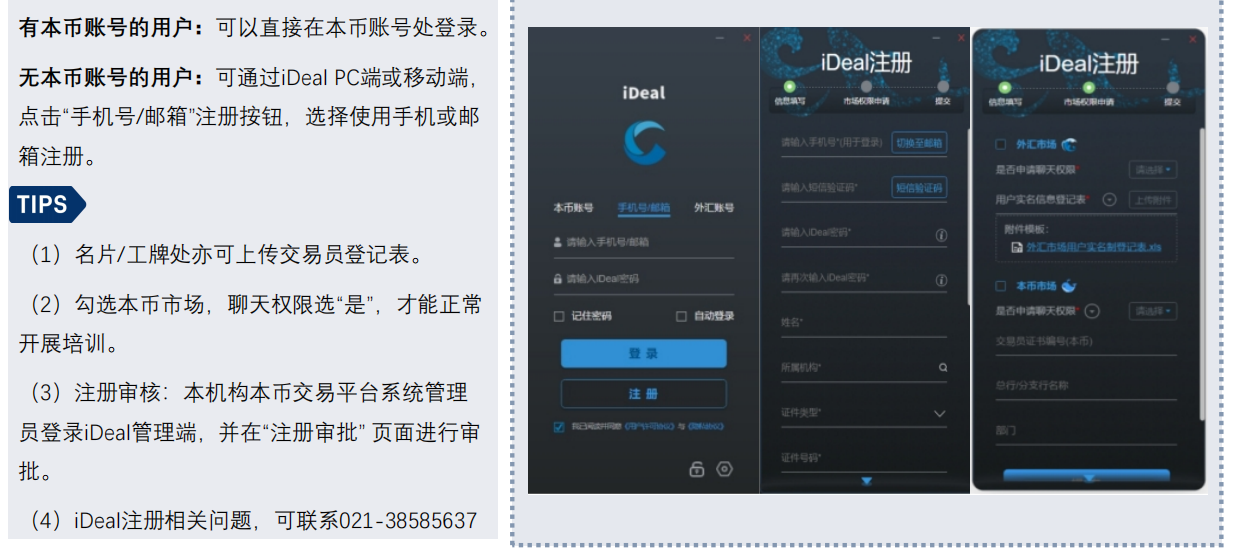 有本币账号的用户：可以直接在本币账号处登录。
无本币账号的用户：可通过iDeal PC端或移动端，
点击“手机号/邮箱”注册按钮，选择使用手机或邮
箱注册。
TIPS
（1）名片/工牌处亦可上传交易员登记表。
（2）勾选本币市场，聊天权限选“是”，才能正常
开展培训。
（3）注册审核：本机构本币交易平台系统管理
员登录iDeal管理端，并在“注册审批” 页面进行审
批。
（4）iDeal注册相关问题，可联系021-38585637
iDeal
本币账号 手机号/邮箱 外汇账号
请输入手机号/邮箱
请输入iDeal密码
记住密码 自动登录
登 录
注 册
我已阅读并同意《用户许可协议》与《隐私协议》
iDeal注册
信息填写 市场权限申请 提交
请输入手机号*(用于登录) 切换至邮箱
请输入短信验证码* 短信验证码
请输入iDeal密码*
请再次输入iDeal密码*
姓名*
所属机构*
证件类型*
证件号码*
iDeal注册
信息填写 市场权限申请 提交
外汇市场
是否申请聊天权限* 请选择
用户实名信息登记表* 上传附件
附件模板：
外汇市场用户实名制登记表.xls
本币市场
是否申请聊天权限* 请选择
交易员证书编号(本币)
总行/分支行名称
部门